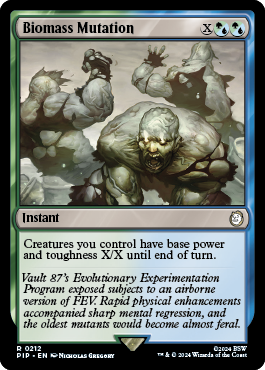 Biomass Mutation X
Instant
Creatures you control have base power
and toughness X/X until end of turn.
Vault 87's Evolutionary Experimentation
Program exposed subjects to an airborne
version of FEV. Rapid physical enhancements
accompanied sharp mental regression, and
the oldest mutants would become almost feral.
R 0212 ©2024 BSW
PIP • EN Nicholas Gregory ™ & © 2024 Wizards of the Coast